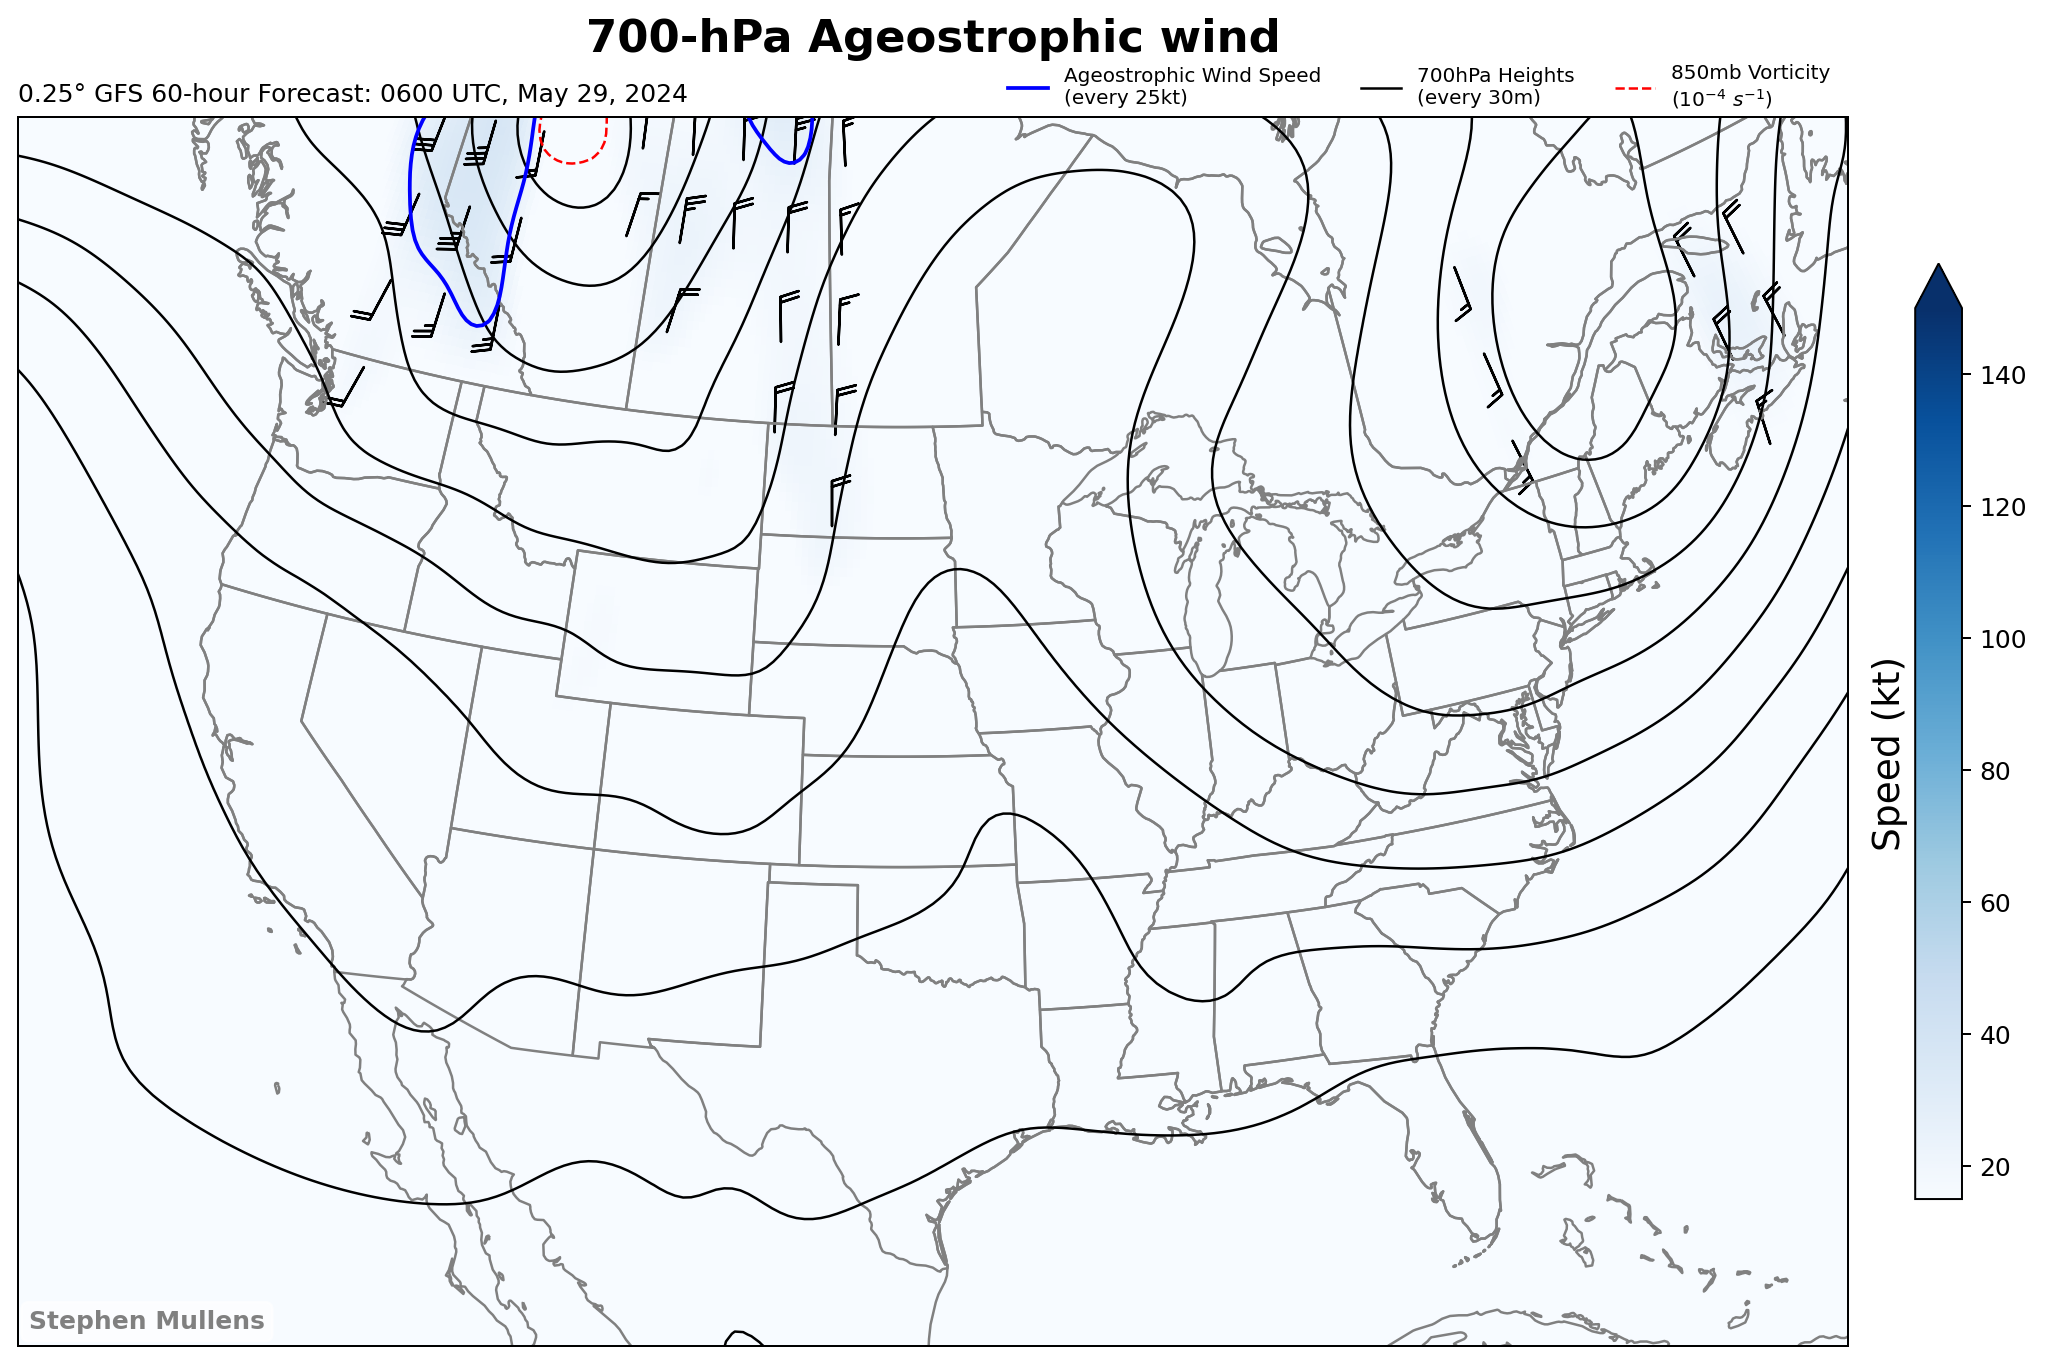 700-hPa Ageostrophic wind
0.25° GFS 60-hour Forecast: 0600 UTC, May 29, 2024
Ageostrophic Wind Speed
(every 25kt)
700hPa Heights
(every 30m)
850mb Vorticity
(10⁻⁴ s⁻¹)
140
120
100
80
60
40
20
Speed (kt)
Stephen Mullens